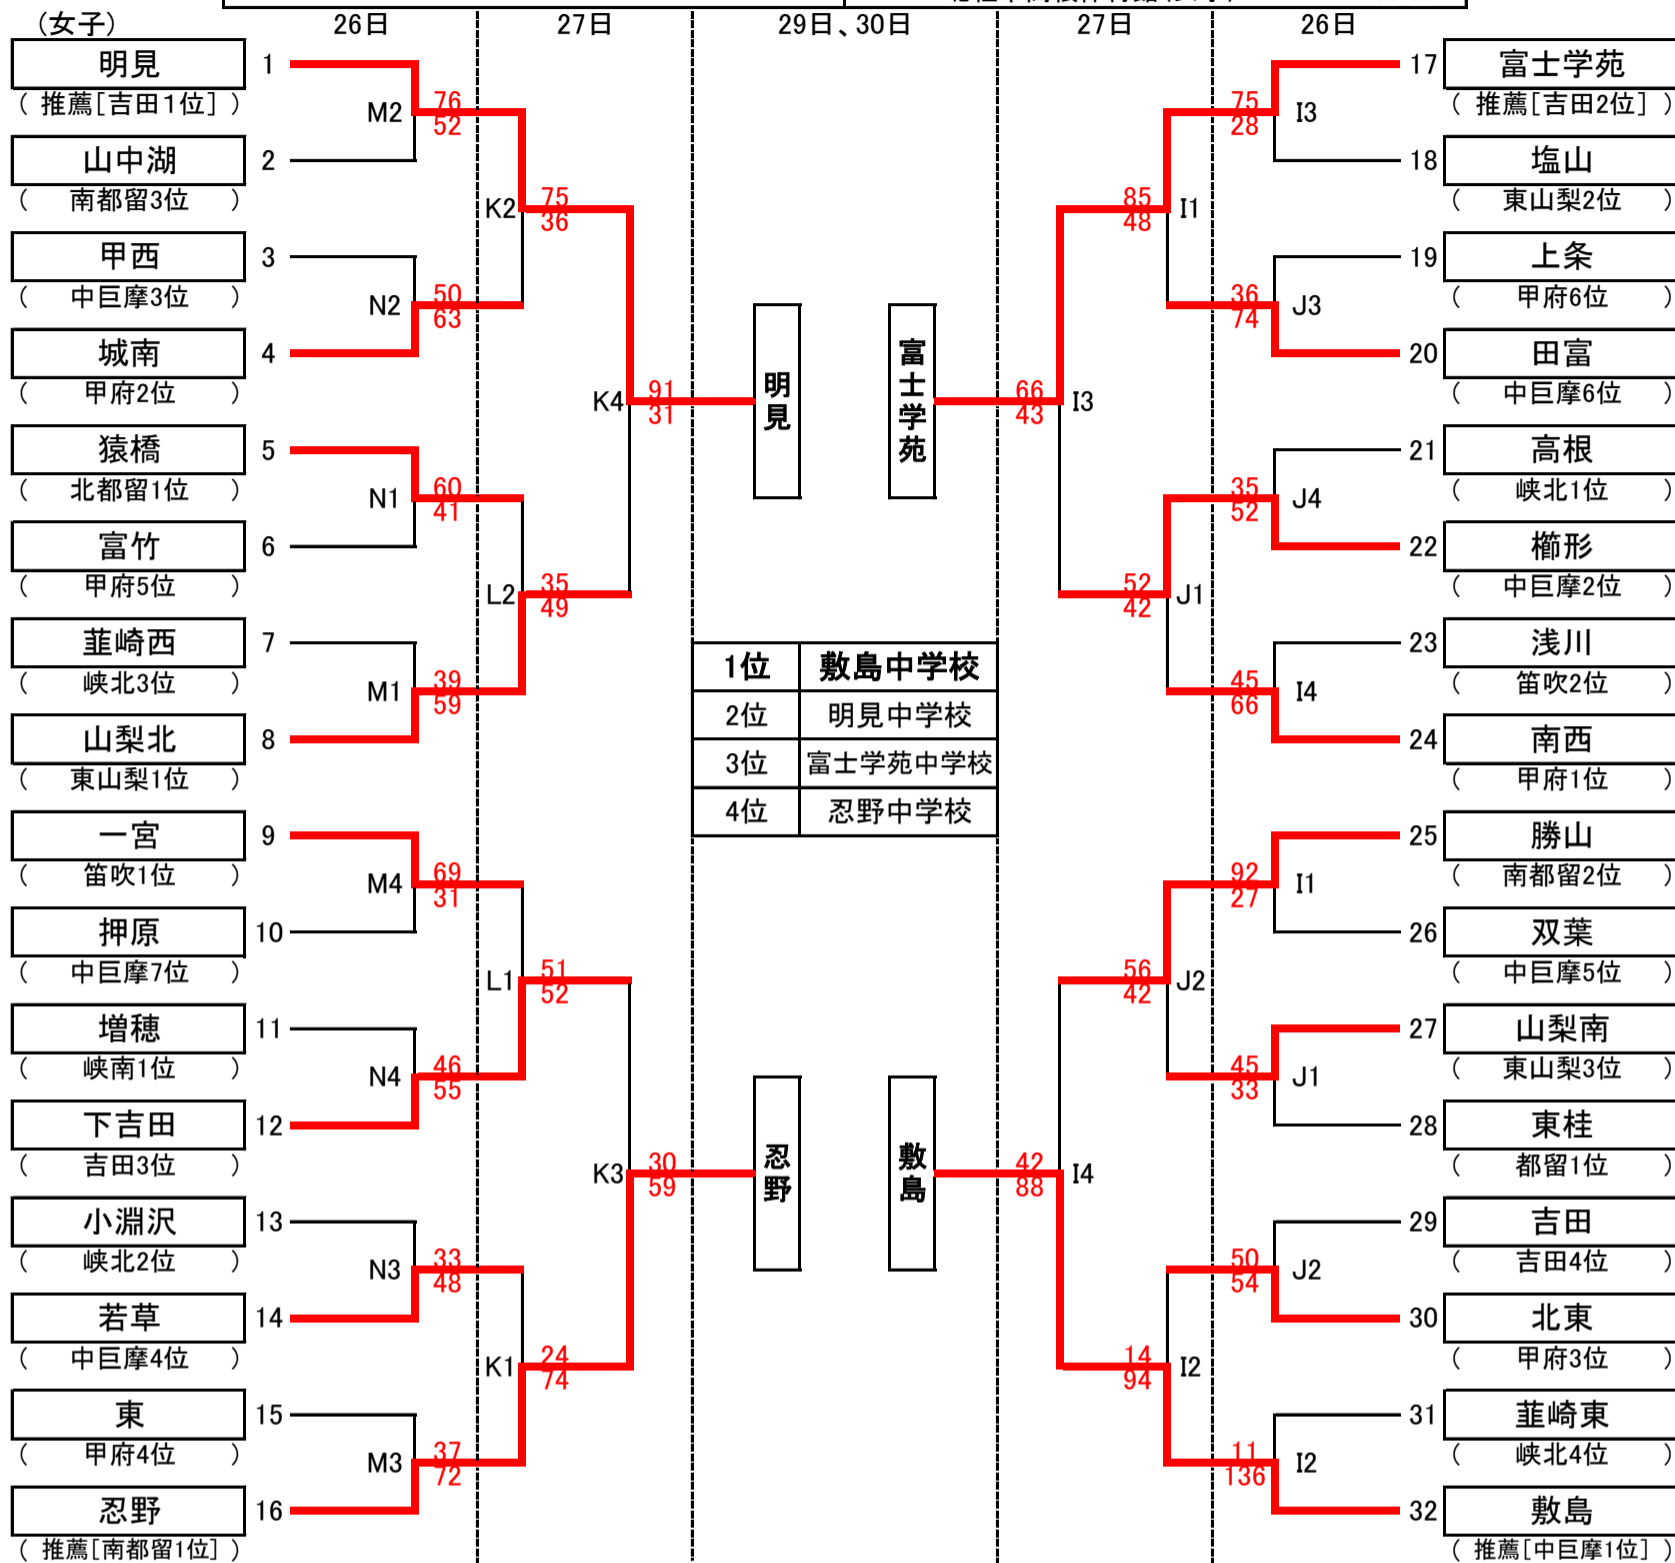 (女子)
26日 27日 29日、30日 27日 26日
明見 1
( 推薦[吉田1位] )
山中湖 2
( 南都留3位 )
甲西 3
( 中巨摩3位 )
城南 4
( 甲府2位 )
猿橋 5
( 北都留1位 )
富竹 6
( 甲府5位 )
韮崎西 7
( 峡北3位 )
山梨北 8
( 東山梨1位 )
一宮 9
( 笛吹1位 )
押原 10
( 中巨摩7位 )
増穂 11
( 峡南1位 )
下吉田 12
( 吉田3位 )
小淵沢 13
( 峡北2位 )
若草 14
( 中巨摩4位 )
東 15
( 甲府4位 )
忍野 16
( 推薦[南都留1位] )
M2 76
52
N2 50
63
N1 60
41
M1 39
59
M4 69
31
N4 46
55
N3 33
48
M3 37
72
K2 75
36
L2 35
49
L1 51
52
K1 24
74
K4 91
31
K3 30
59
明見
富士学苑
忍野
敷島
1位 敷島中学校
2位 明見中学校
3位 富士学苑中学校
4位 忍野中学校
66 I3
43
42 I4
88
85 I1
48
52 J1
42
56 J2
42
14 I2
94
75 I3
28
36 J3
74
35 J4
52
45 I4
66
92 I1
27
45 J1
33
50 J2
54
11 I2
136
17 富士学苑
( 推薦[吉田2位] )
18 塩山
( 東山梨2位 )
19 上条
( 甲府6位 )
20 田富
( 中巨摩6位 )
21 高根
( 峡北1位 )
22 櫛形
( 中巨摩2位 )
23 浅川
( 笛吹2位 )
24 南西
( 甲府1位 )
25 勝山
( 南都留2位 )
26 双葉
( 中巨摩5位 )
27 山梨南
( 東山梨3位 )
28 東桂
( 都留1位 )
29 吉田
( 吉田4位 )
30 北東
( 甲府3位 )
31 韮崎東
( 峡北4位 )
32 敷島
( 推薦[中巨摩1位] )